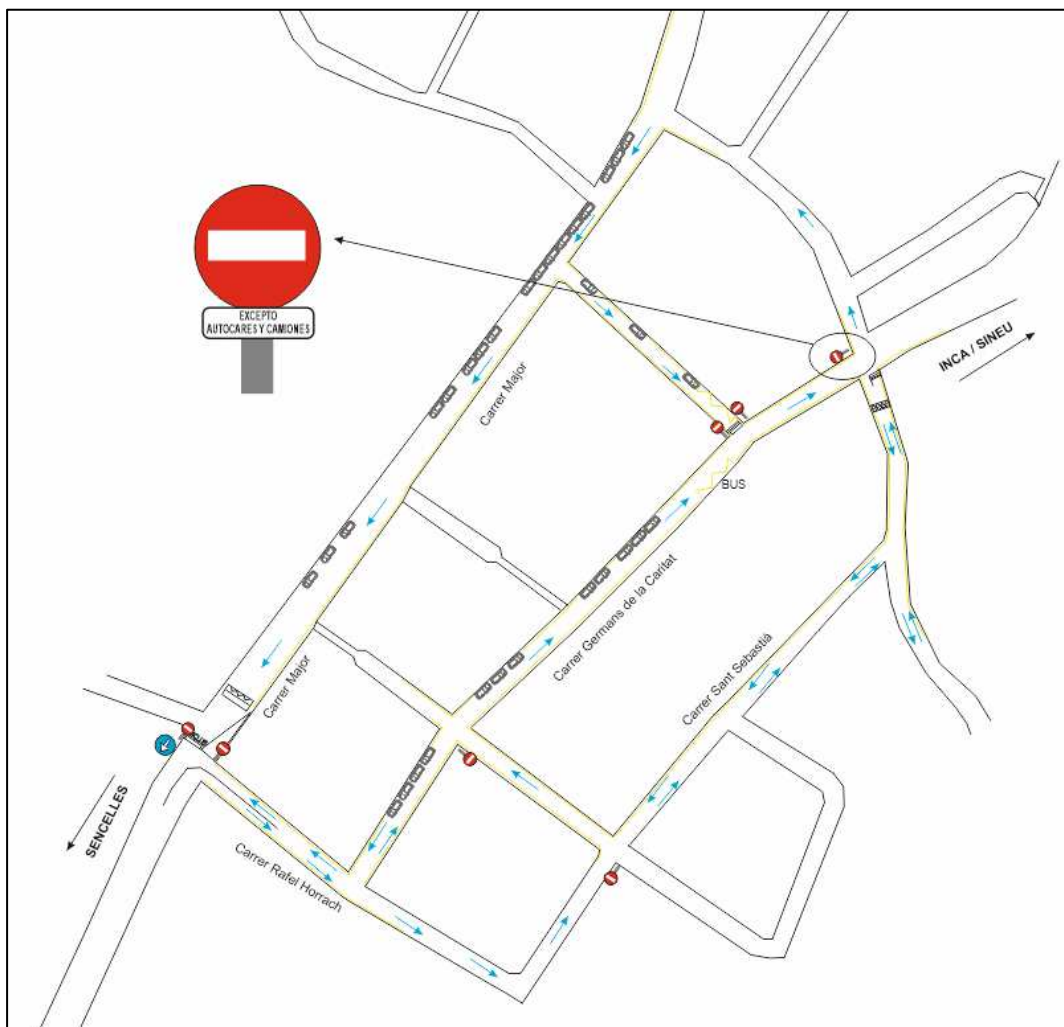 EXCEPTO
AUTOCARES Y CAMIONES
INCA / SINEU
Carrer Major
BUS
Carrer Germans de la Caritat
Carrer Sant Sebastià
Carrer Major
SENCELLES
Carrer Rafel Horrach